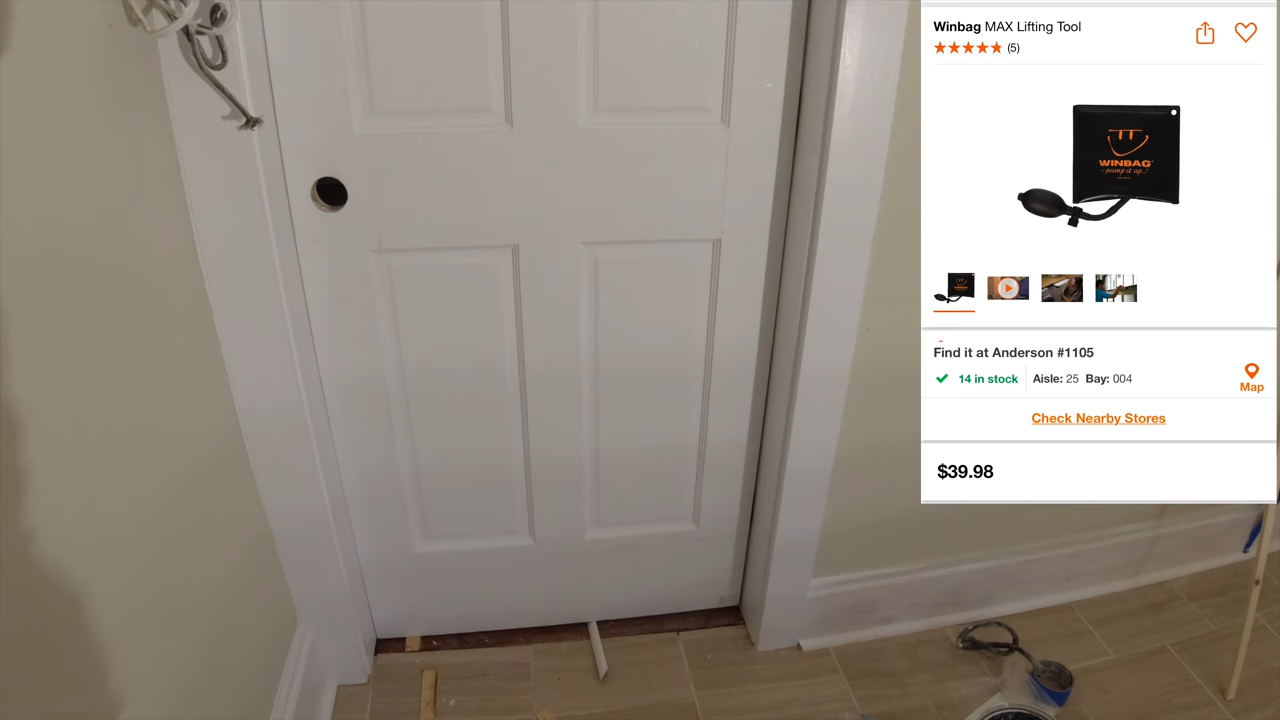 Winbag MAX Lifting Tool
(5)
WINBAG®
- pump it up..!
Find it at Anderson #1105
14 in stock Aisle: 25 Bay: 004
Map
Check Nearby Stores
$39.98